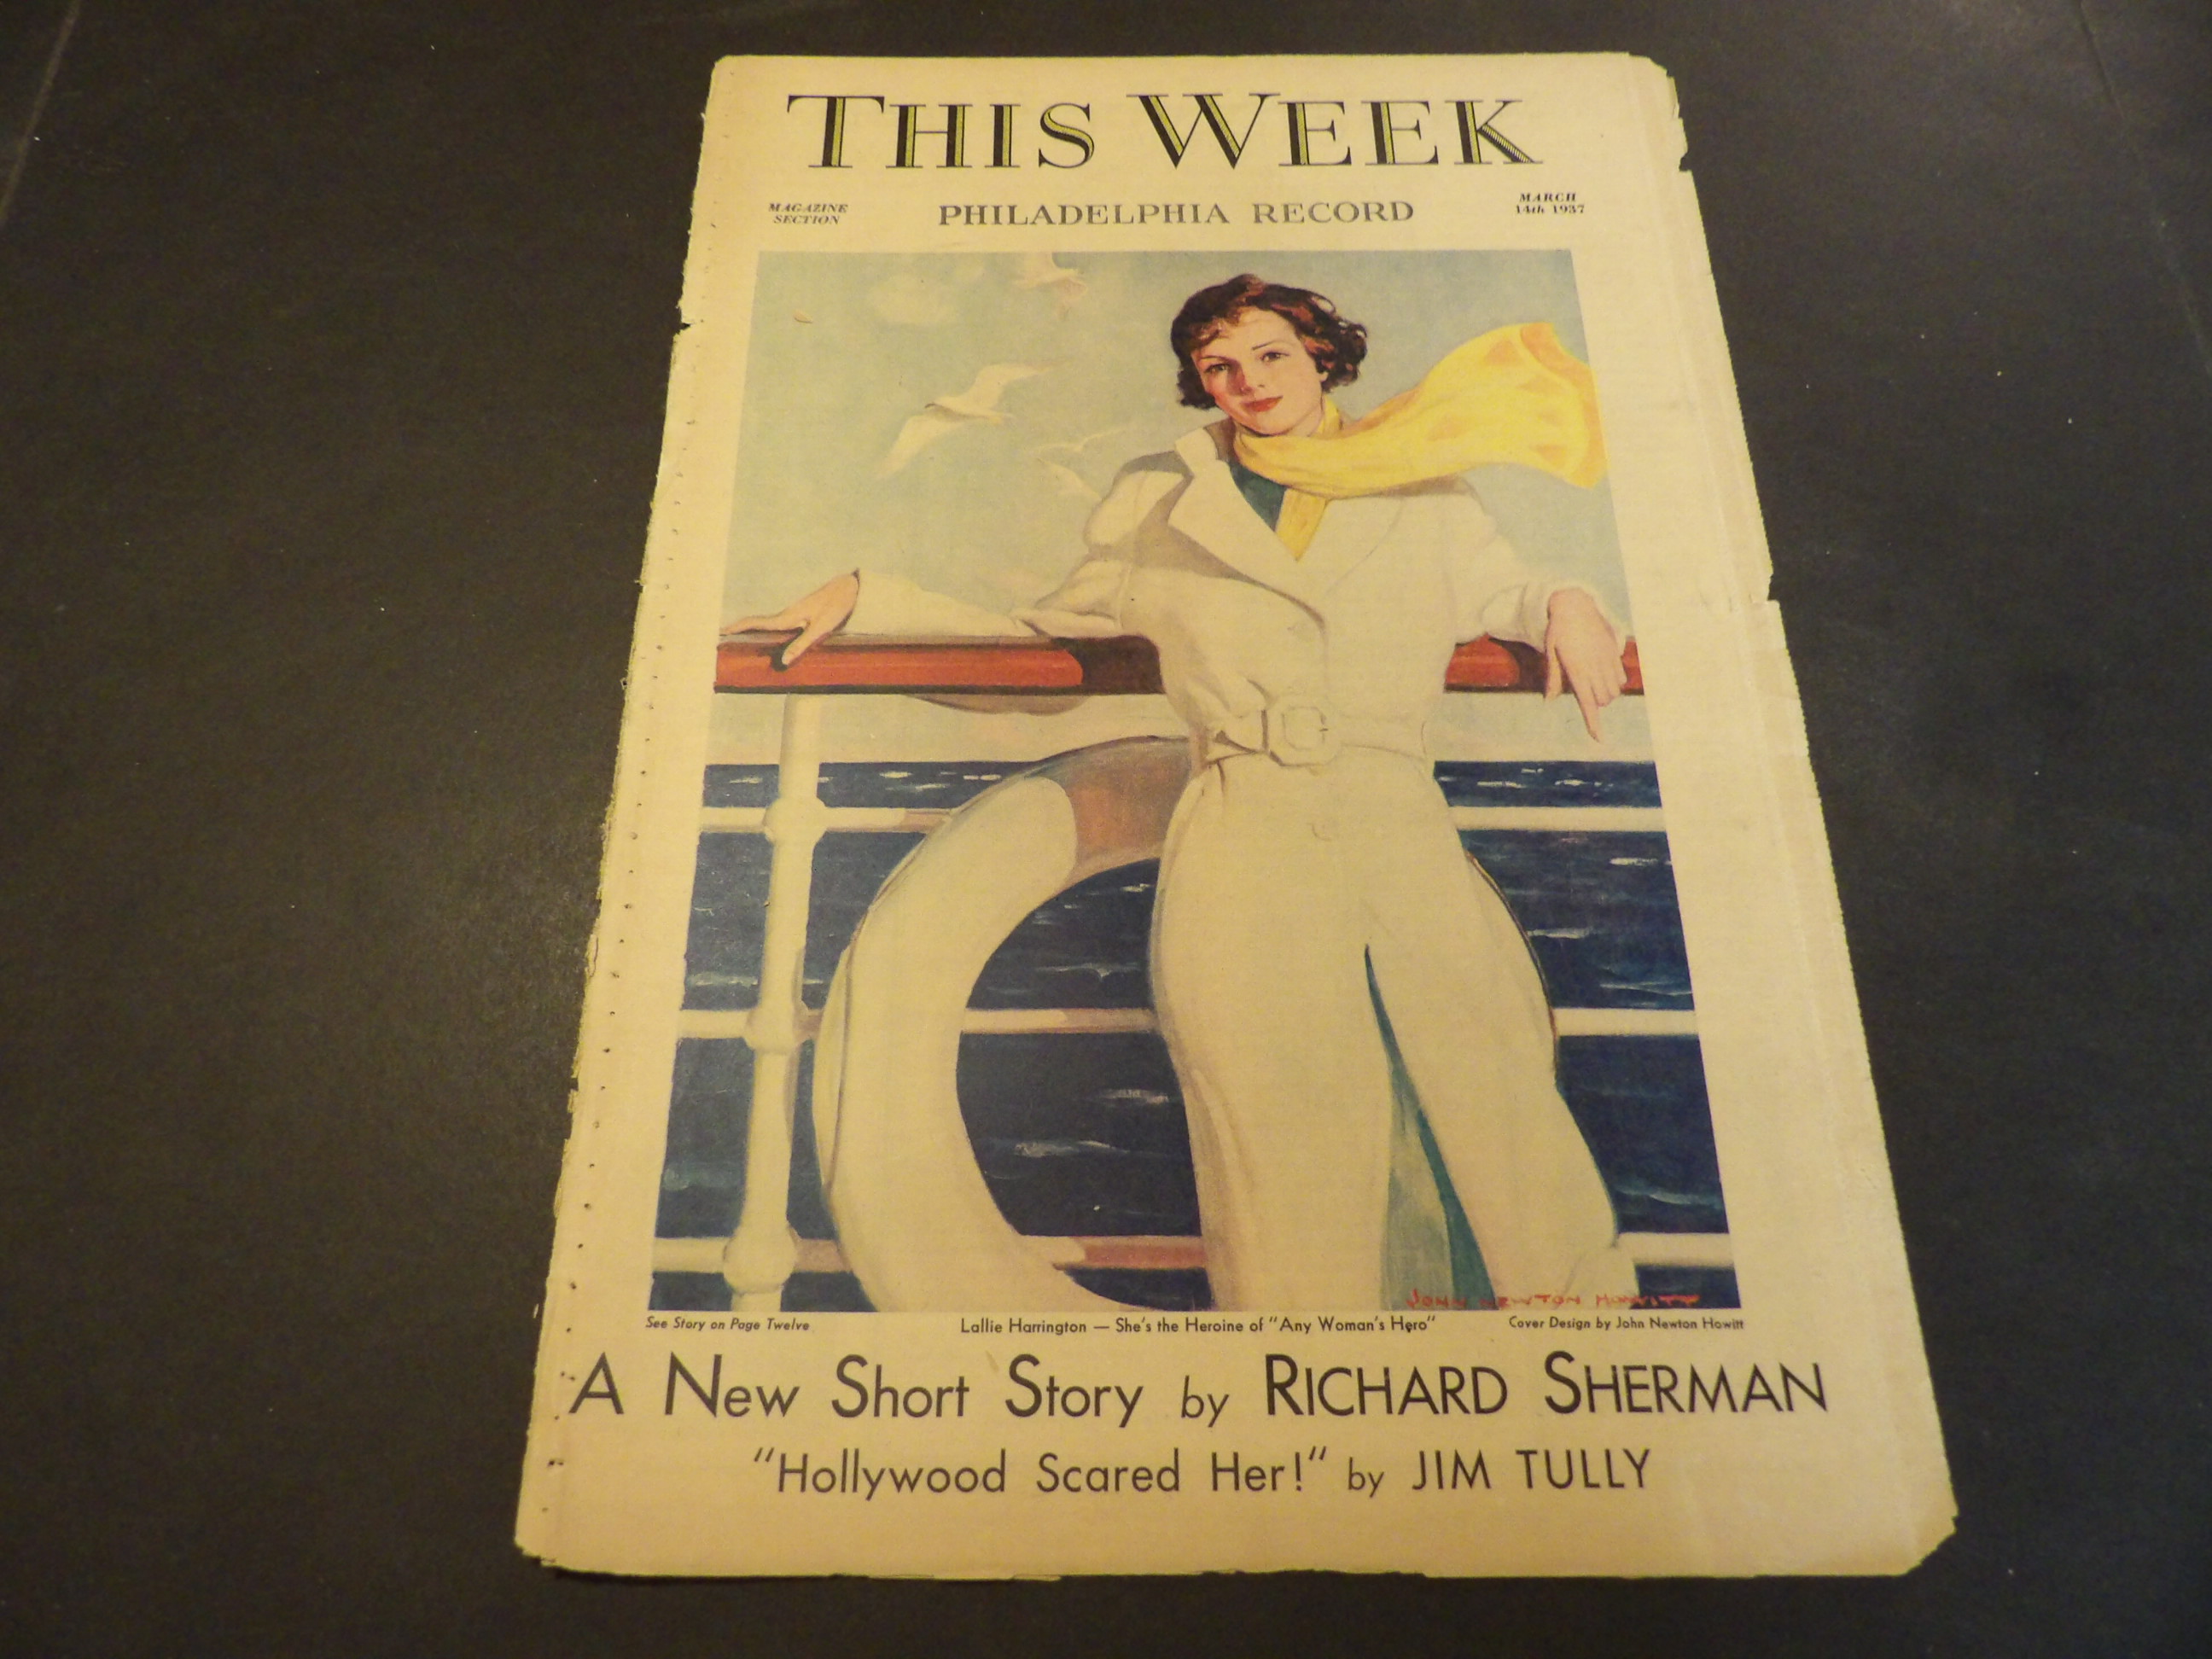 THIS WEEK
MAGAZINE
SECTION
PHILADELPHIA RECORD
MARCH
14th 1937
JOHN NEWTON HOWITT
See Story on Page Twelve
Lallie Harrington — She's the Heroine of "Any Woman's Hero"
Cover Design by John Newton Howitt
A New Short Story by RICHARD SHERMAN
"Hollywood Scared Her!" by JIM TULLY